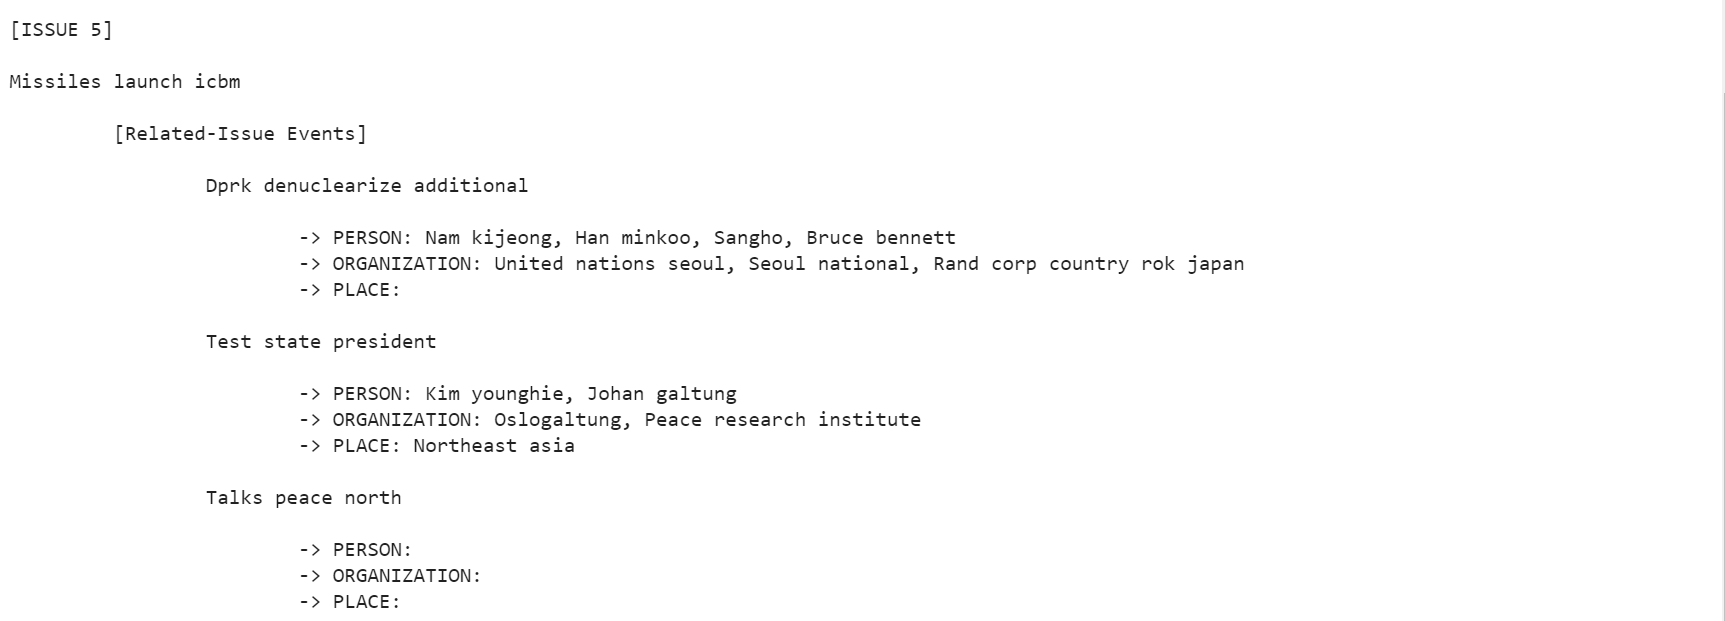 [ISSUE 5]
Missiles launch icbm
[Related-Issue Events]
Dprk denuclearize additional
-> PERSON: Nam kijeong, Han minkoo, Sangho, Bruce bennett
-> ORGANIZATION: United nations seoul, Seoul national, Rand corp country rok japan
-> PLACE:
Test state president
-> PERSON: Kim younghie, Johan galtung
-> ORGANIZATION: Oslogaltung, Peace research institute
-> PLACE: Northeast asia
Talks peace north
-> PERSON:
-> ORGANIZATION:
-> PLACE: